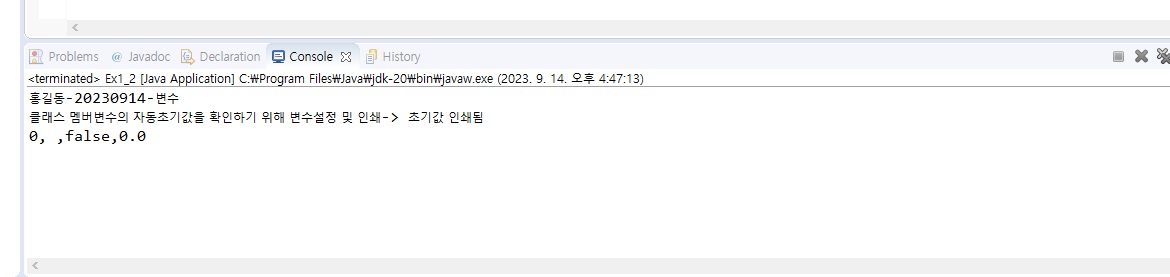 Problems @ Javadoc Declaration Console History
<terminated> Ex1_2 [Java Application] C:₩Program Files₩Java₩jdk-20₩bin₩javaw.exe (2023. 9. 14. 오후 4:47:13)
홍길동-20230914-변수
클래스 멤버변수의 자동초기값을 확인하기 위해 변수설정 및 인쇄-> 초기값 인쇄됨
0, ,false,0.0